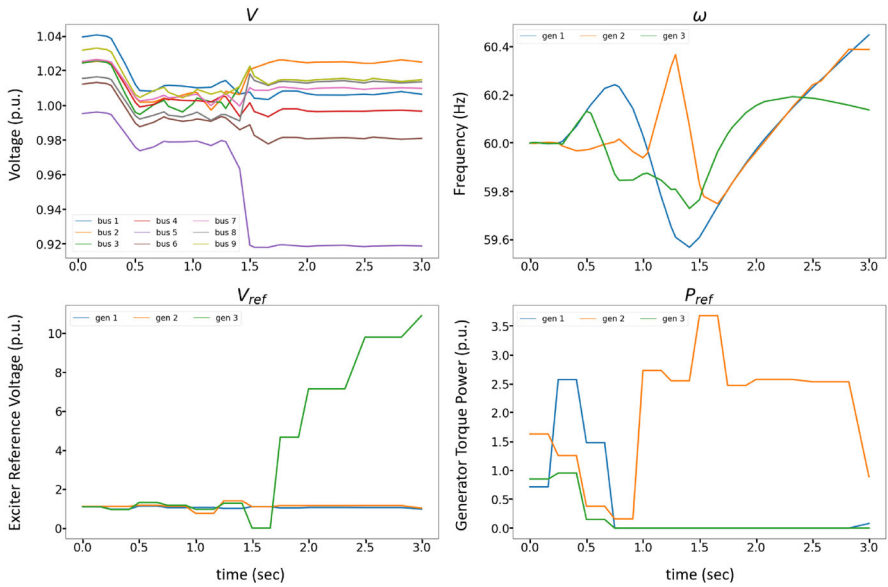 V
ω
Voltage (p.u.)
1.04
1.02
1.00
0.98
0.96
0.94
0.92
bus 1 bus 4 bus 7
bus 2 bus 5 bus 8
bus 3 bus 6 bus 9
0.0 0.5 1.0 1.5 2.0 2.5 3.0
Frequency (Hz)
gen 1 gen 2 gen 3
60.4
60.2
60.0
59.8
59.6
0.0 0.5 1.0 1.5 2.0 2.5 3.0
V_ref
P_ref
Exciter Reference Voltage (p.u.)
gen 1 gen 2 gen 3
10
8
6
4
2
0
0.0 0.5 1.0 1.5 2.0 2.5 3.0
time (sec)
Generator Torque Power (p.u.)
gen 1 gen 2 gen 3
3.5
3.0
2.5
2.0
1.5
1.0
0.5
0.0
0.0 0.5 1.0 1.5 2.0 2.5 3.0
time (sec)